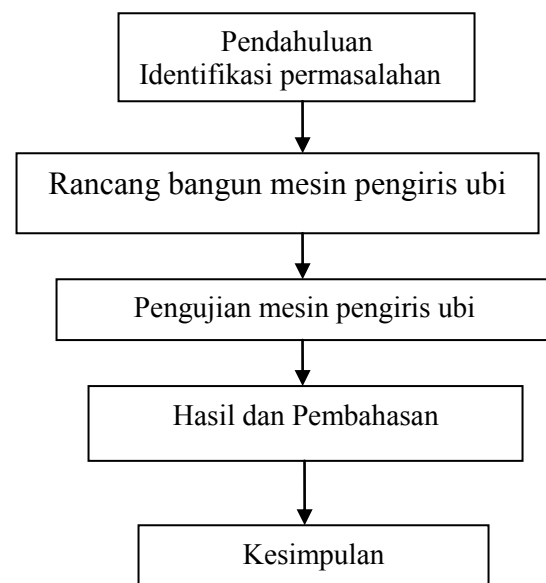 Pendahuluan
Identifikasi permasalahan
Rancang bangun mesin pengiris ubi
Pengujian mesin pengiris ubi
Hasil dan Pembahasan
Kesimpulan